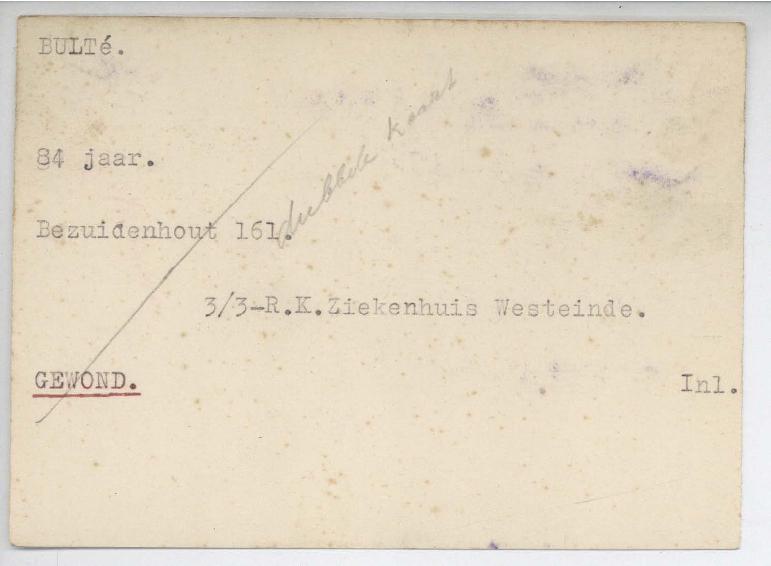 BULTé.
dubbele kaart
84 jaar.
Bezuidenhout 161.
3/3-R.K.Ziekenhuis Westeinde.
GEWOND.
Inl.